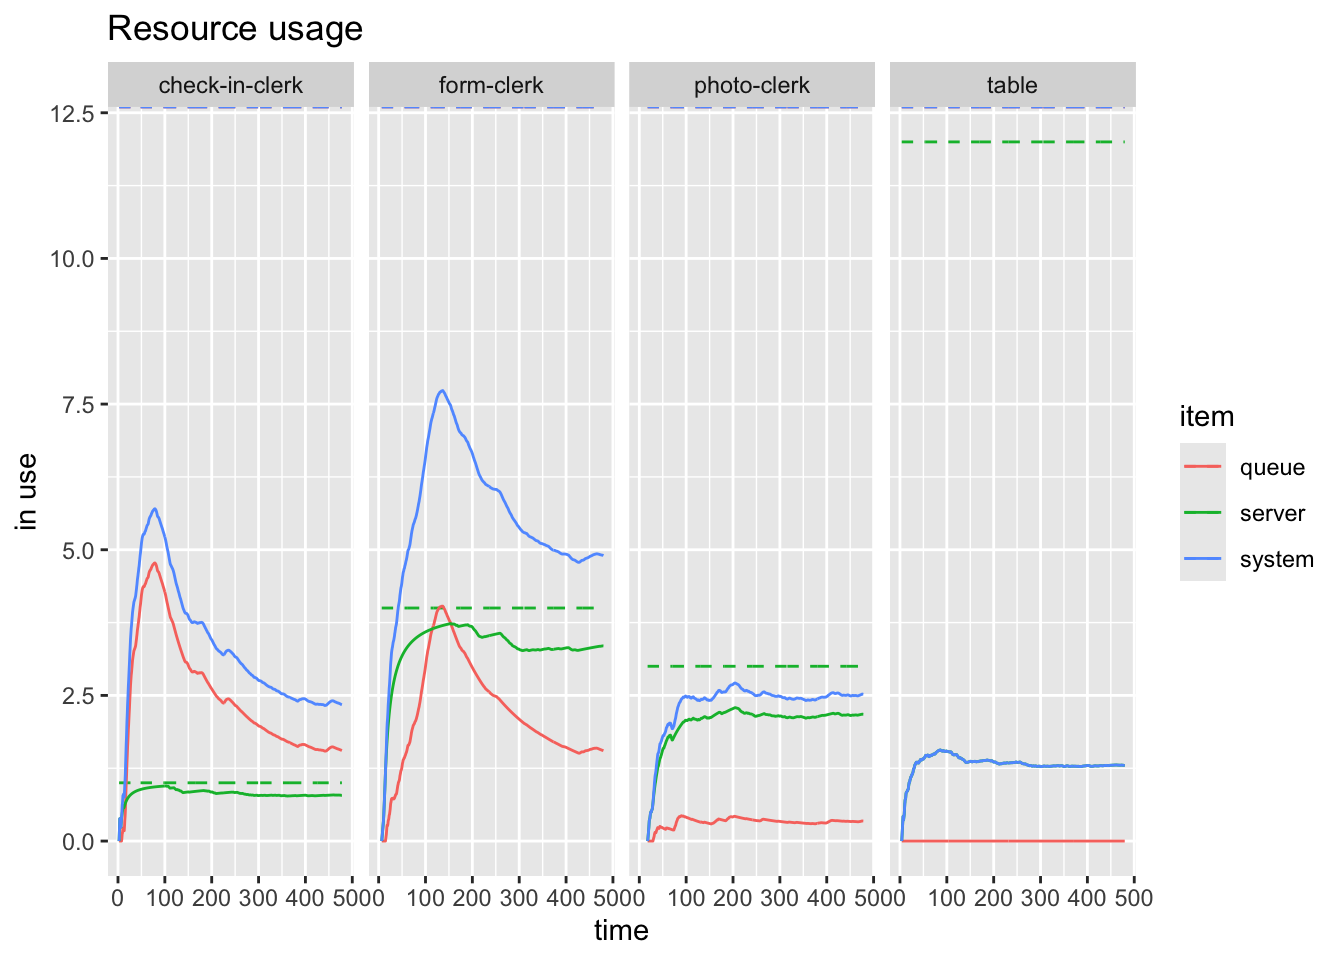 Resource usage
check-in-clerk form-clerk photo-clerk table
12.5
10.0
7.5
5.0
2.5
0.0
in use
0 100 200 300 400 500 0 100 200 300 400 500 0 100 200 300 400 500 0 100 200 300 400 500
time
item
queue
server
system